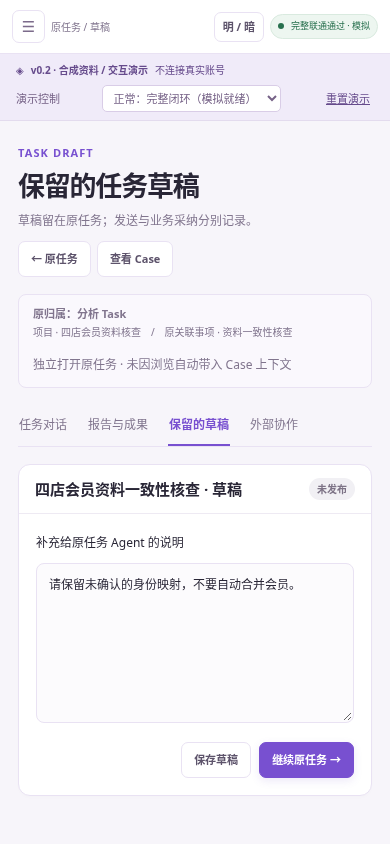 ☰ 原任务 / 草稿 明 / 暗 ● 完整联通通过 · 模拟
◈ v0.2 · 合成资料 / 交互演示 不连接真实账号
演示控制 正常：完整闭环（模拟就绪） 重置演示
TASK DRAFT
保留的任务草稿
草稿留在原任务；发送与业务采纳分别记录。
← 原任务 查看 Case
原归属：分析 Task
项目 · 四店会员资料核查 / 原关联事项 · 资料一致性核查
独立打开原任务 · 未因浏览自动带入 Case 上下文
任务对话 报告与成果 保留的草稿 外部协作
四店会员资料一致性核查 · 草稿 未发布
补充给原任务 Agent 的说明
请保留未确认的身份映射，不要自动合并会员。
保存草稿 继续原任务 →